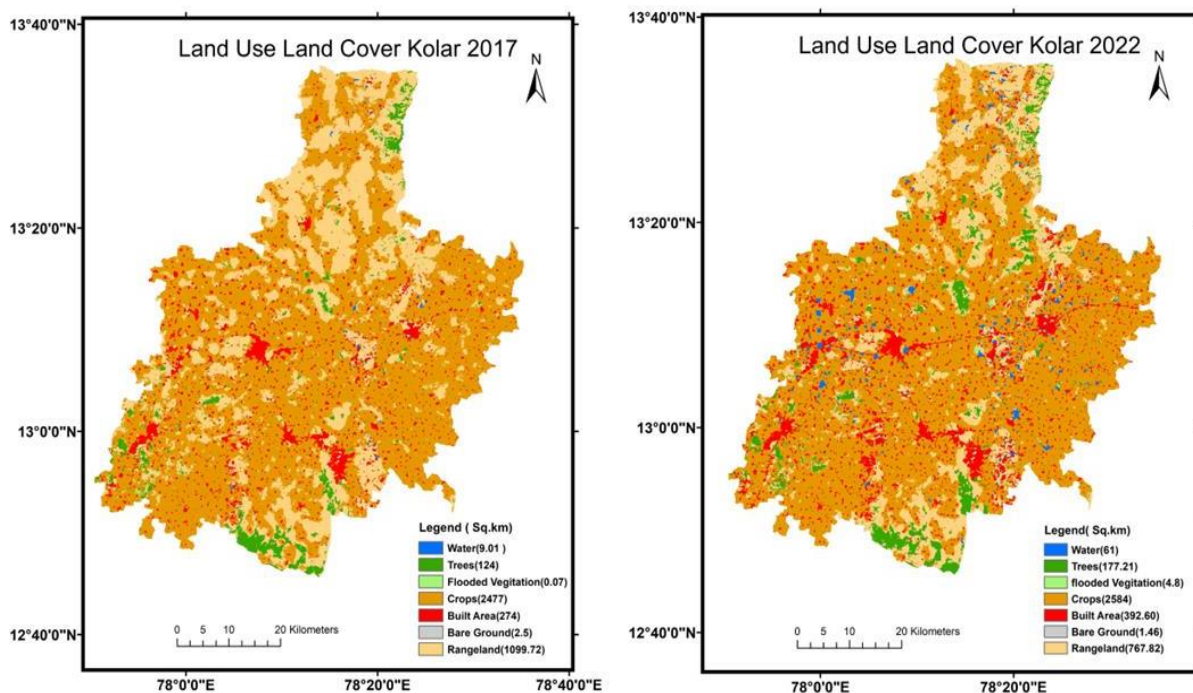 Land Use Land Cover Kolar 2017
N
13°40'0"N
13°20'0"N
13°0'0"N
12°40'0"N
78°0'0"E
78°20'0"E
78°40'0"E
0 5 10 20 Kilometers
Legend ( Sq.km)
Water(9.01 )
Trees(124)
Flooded Vegitation(0.07)
Crops(2477)
Built Area(274)
Bare Ground(2.5)
Rangeland(1099.72)
Land Use Land Cover Kolar 2022
N
13°40'0"N
13°20'0"N
13°0'0"N
12°40'0"N
78°0'0"E
78°20'0"E
0 5 10 20 Kilometers
Legend( Sq.km)
Water(61)
Trees(177.21)
flooded Vegitation(4.8)
Crops(2584)
Built Area(392.60)
Bare Ground(1.46)
Rangeland(767.82)